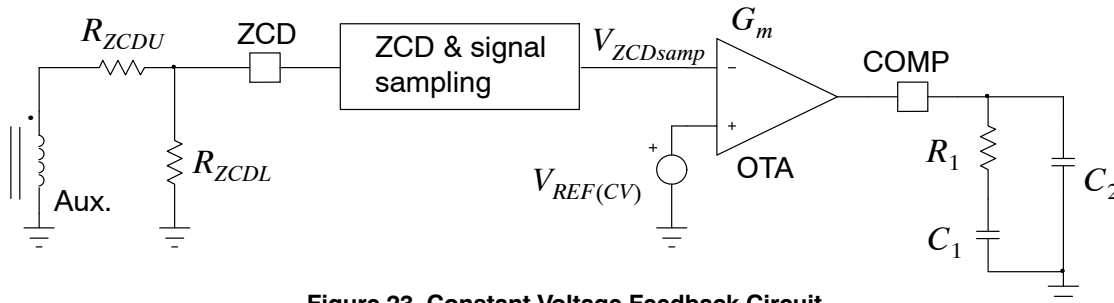 R_ZCDU
ZCD
ZCD & signal
sampling
V_ZCDsamp
G_m
COMP
R_ZCDL
Aux.
−
+
OTA
+
V_REF(CV)
R_1
C_1
C_2
Figure 23. Constant Voltage Feedback Circuit